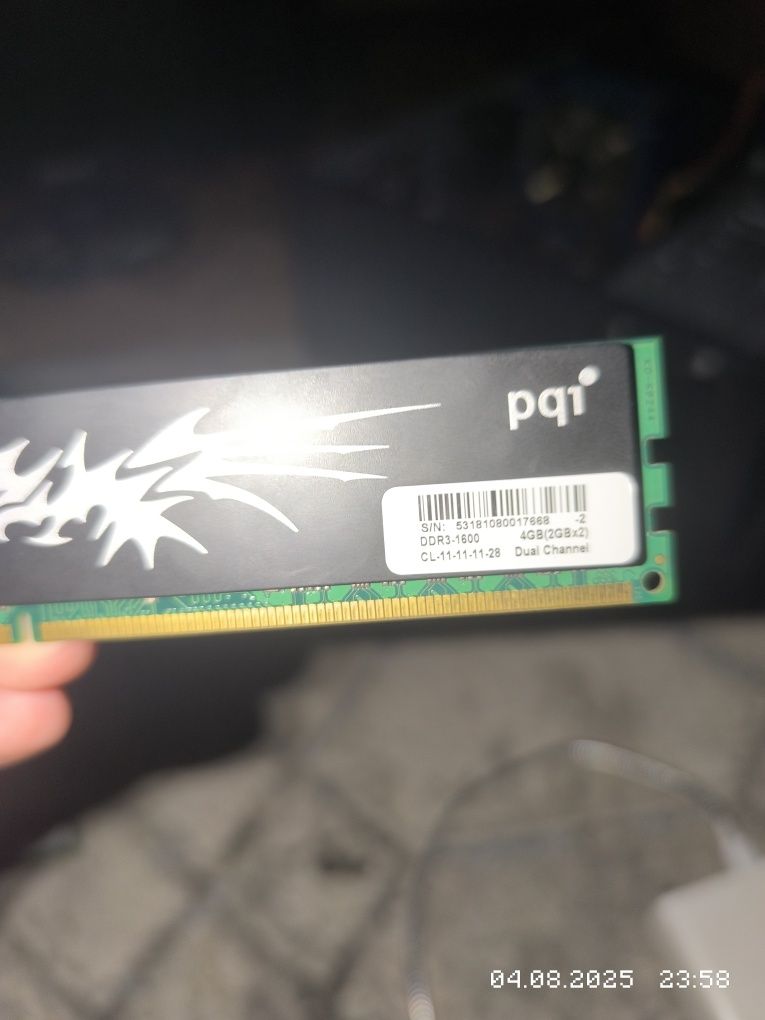 pqi
S/N: 53181080017668 -2
DDR3-1600 4GB(2GBx2)
CL-11-11-11-28 Dual Channel
04.08.2025 23:58